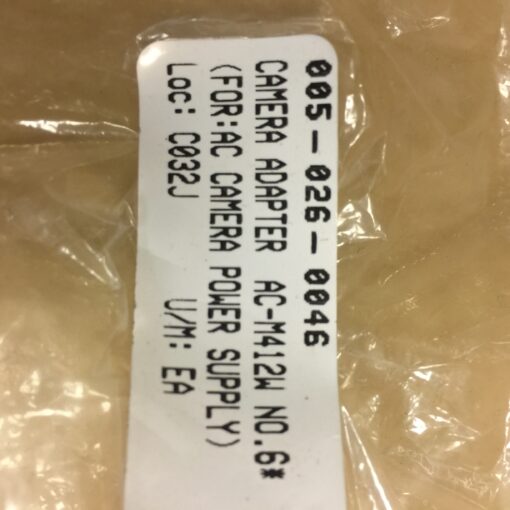 005-026-0046
CAMERA ADAPTER AC-M412W NO.6*
(FOR:AC CAMERA POWER SUPPLY)
Loc: C032J U/M: EA